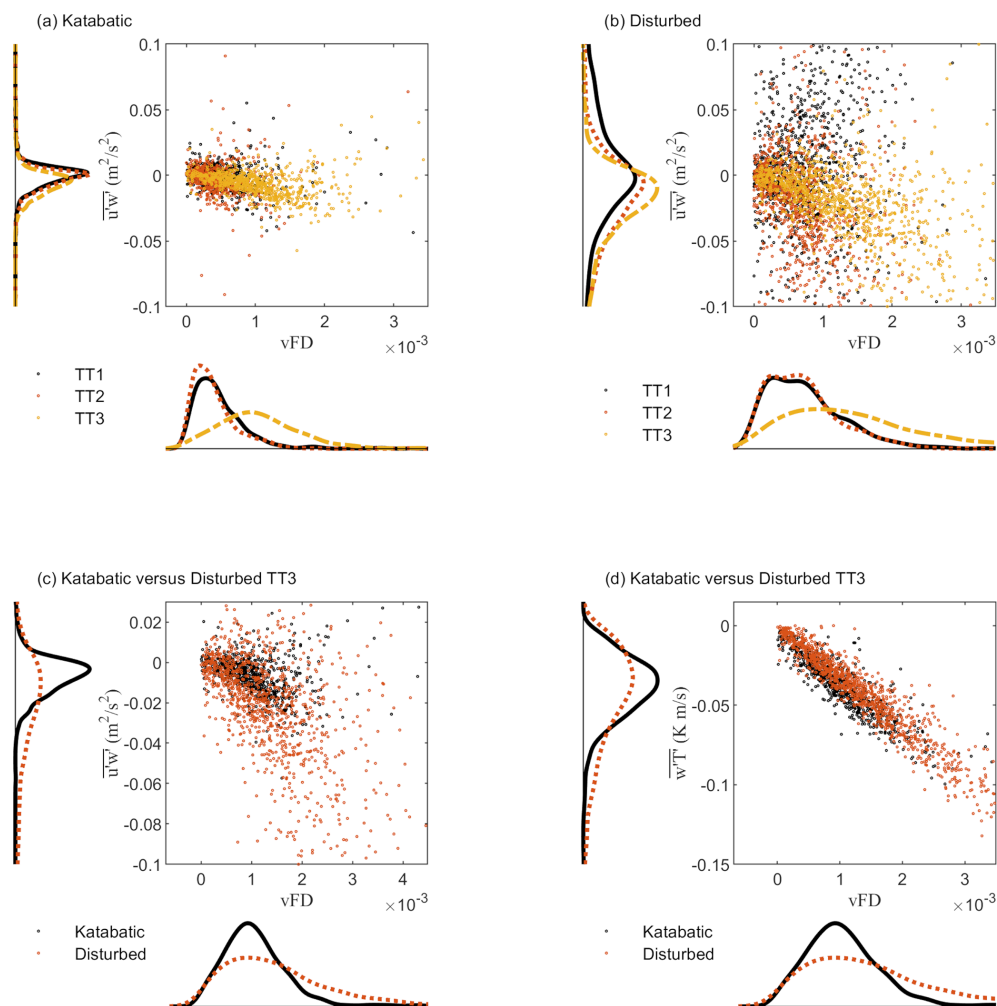 (a) Katabatic
0.1
0.05
0
-0.05
-0.1
u'w' (m²/s²)
0 1 2 3
vFD
×10⁻³
TT1
TT2
TT3
(b) Disturbed
0.1
0.05
0
-0.05
-0.1
u'w' (m²/s²)
0 1 2 3
vFD
×10⁻³
TT1
TT2
TT3
(c) Katabatic versus Disturbed TT3
0.02
0
-0.02
-0.04
-0.06
-0.08
-0.1
u'w' (m²/s²)
0 1 2 3 4
vFD
×10⁻³
Katabatic
Disturbed
(d) Katabatic versus Disturbed TT3
0
-0.05
-0.1
-0.15
w'T' (K m/s)
0 1 2 3
vFD
×10⁻³
Katabatic
Disturbed